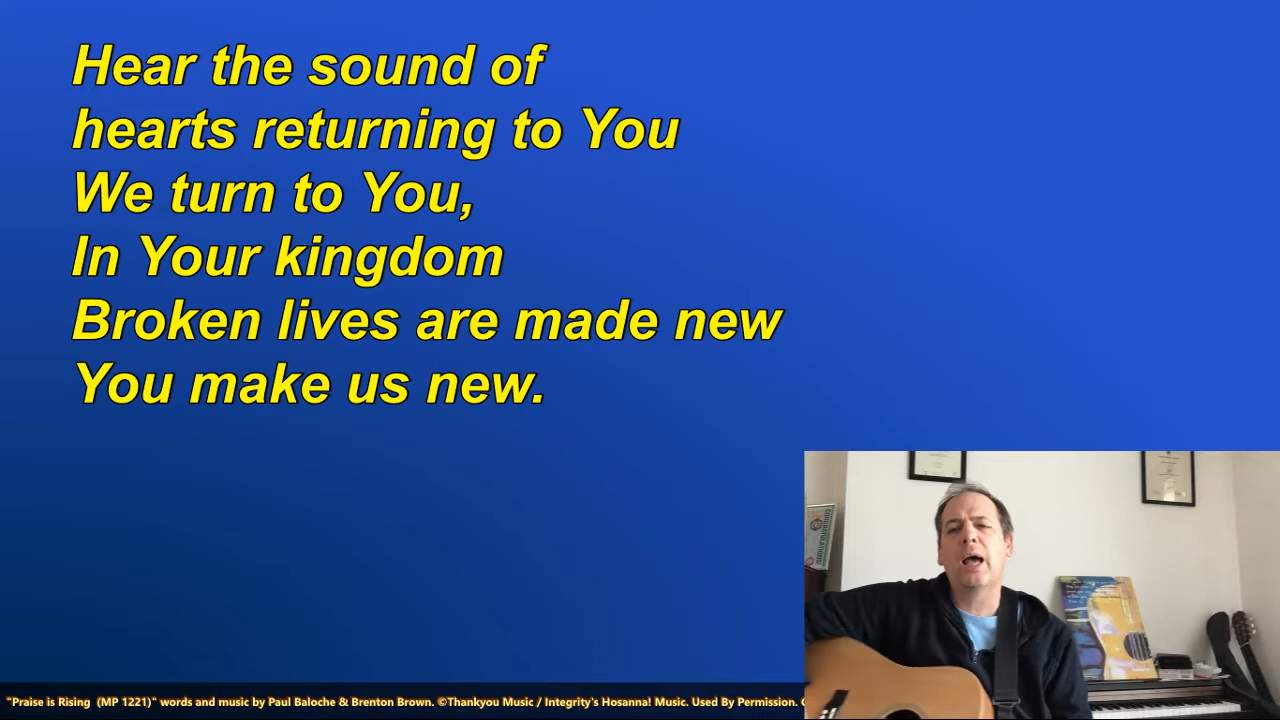 Hear the sound of
hearts returning to You
We turn to You,
In Your kingdom
Broken lives are made new
You make us new.
CONGRATULATIONS
"Praise is Rising (MP 1221)" words and music by Paul Baloche & Brenton Brown. ©Thankyou Music / Integrity's Hosanna! Music. Used By Permission.